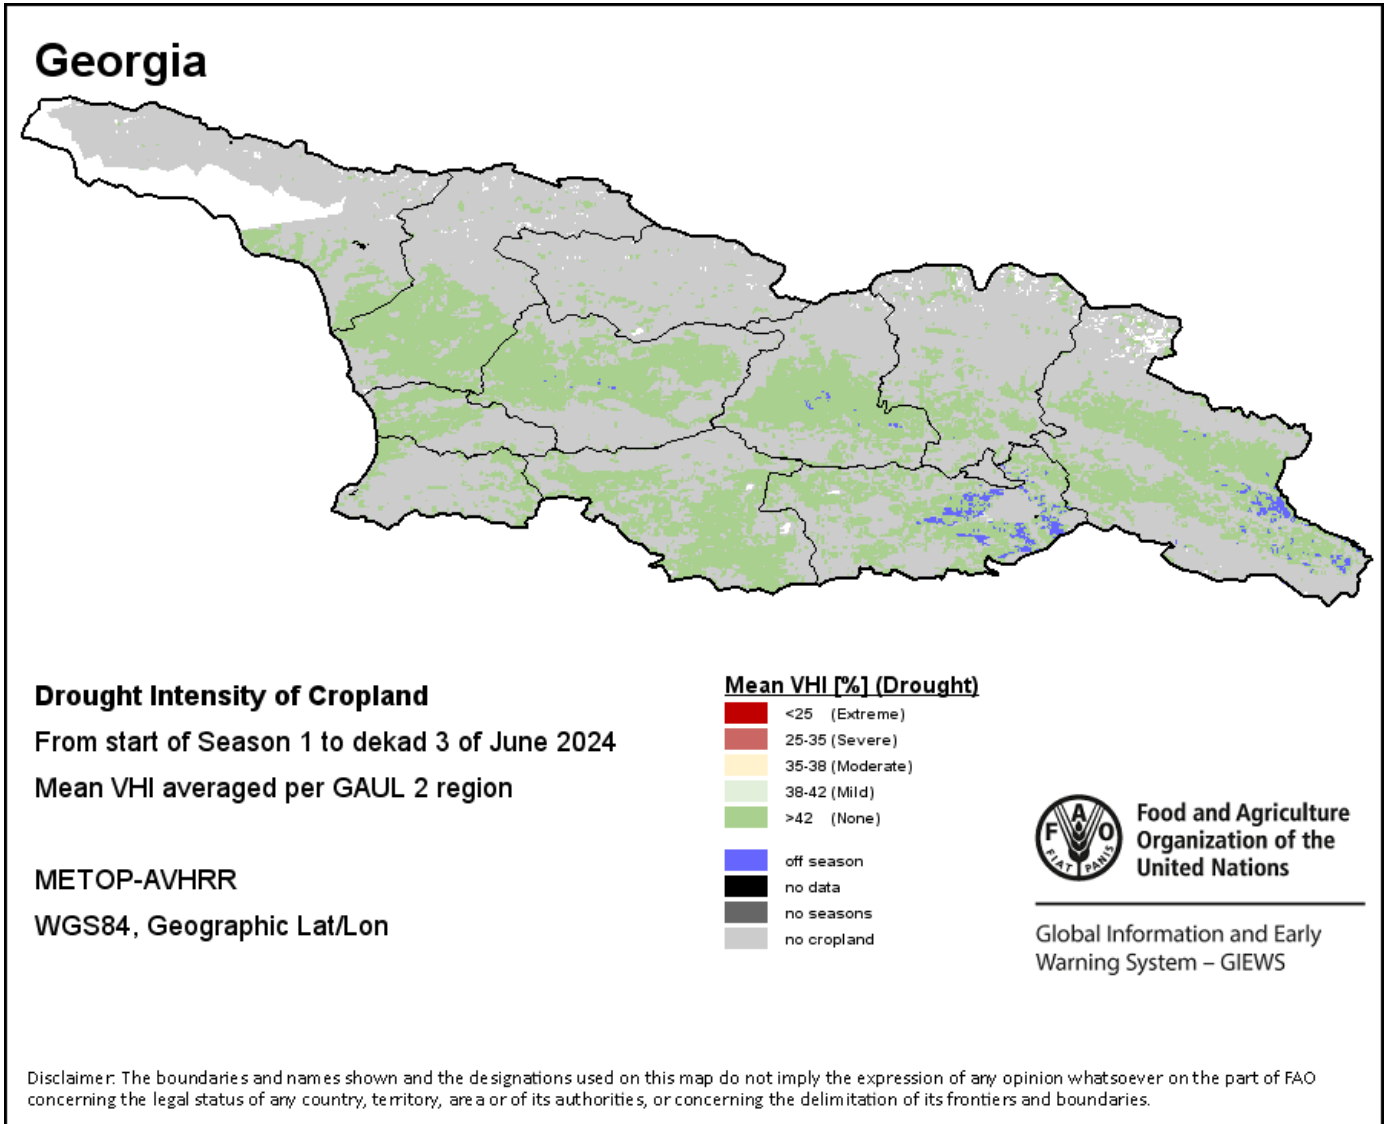 Georgia
Drought Intensity of Cropland
From start of Season 1 to dekad 3 of June 2024
Mean VHI averaged per GAUL 2 region
METOP-AVHRR
WGS84, Geographic Lat/Lon
Mean VHI [%] (Drought)
<25 (Extreme)
25-35 (Severe)
35-38 (Moderate)
38-42 (Mild)
>42 (None)
off season
no data
no seasons
no cropland
F A O
FIAT PANIS
Food and Agriculture
Organization of the
United Nations
Global Information and Early
Warning System – GIEWS
Disclaimer: The boundaries and names shown and the designations used on this map do not imply the expression of any opinion whatsoever on the part of FAO
concerning the legal status of any country, territory, area or of its authorities, or concerning the delimitation of its frontiers and boundaries.